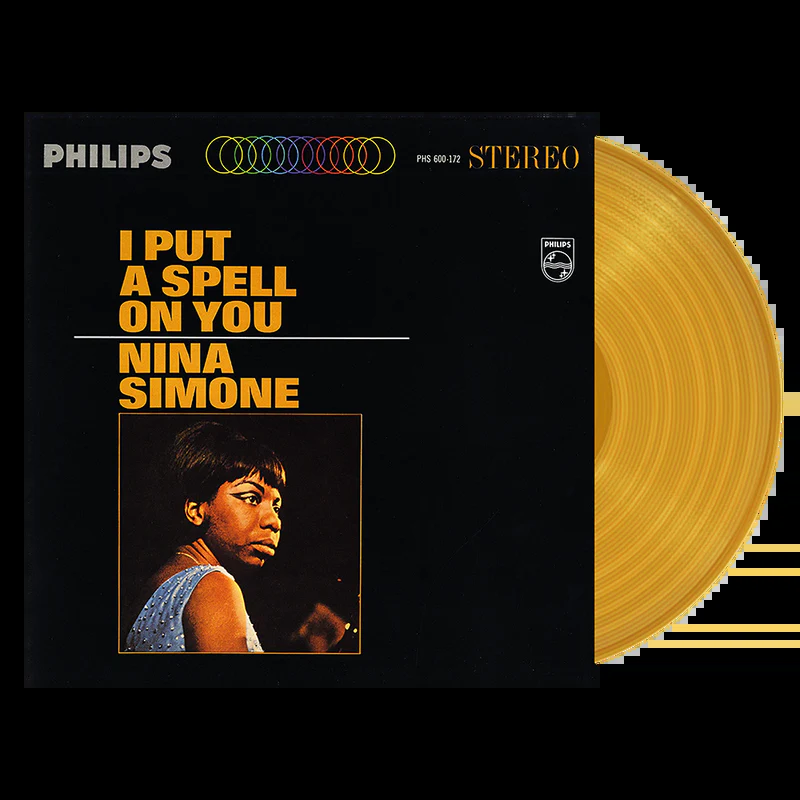 PHILIPS
PHS 600-172 STEREO
PHILIPS
I PUT
A SPELL
ON YOU
NINA
SIMONE